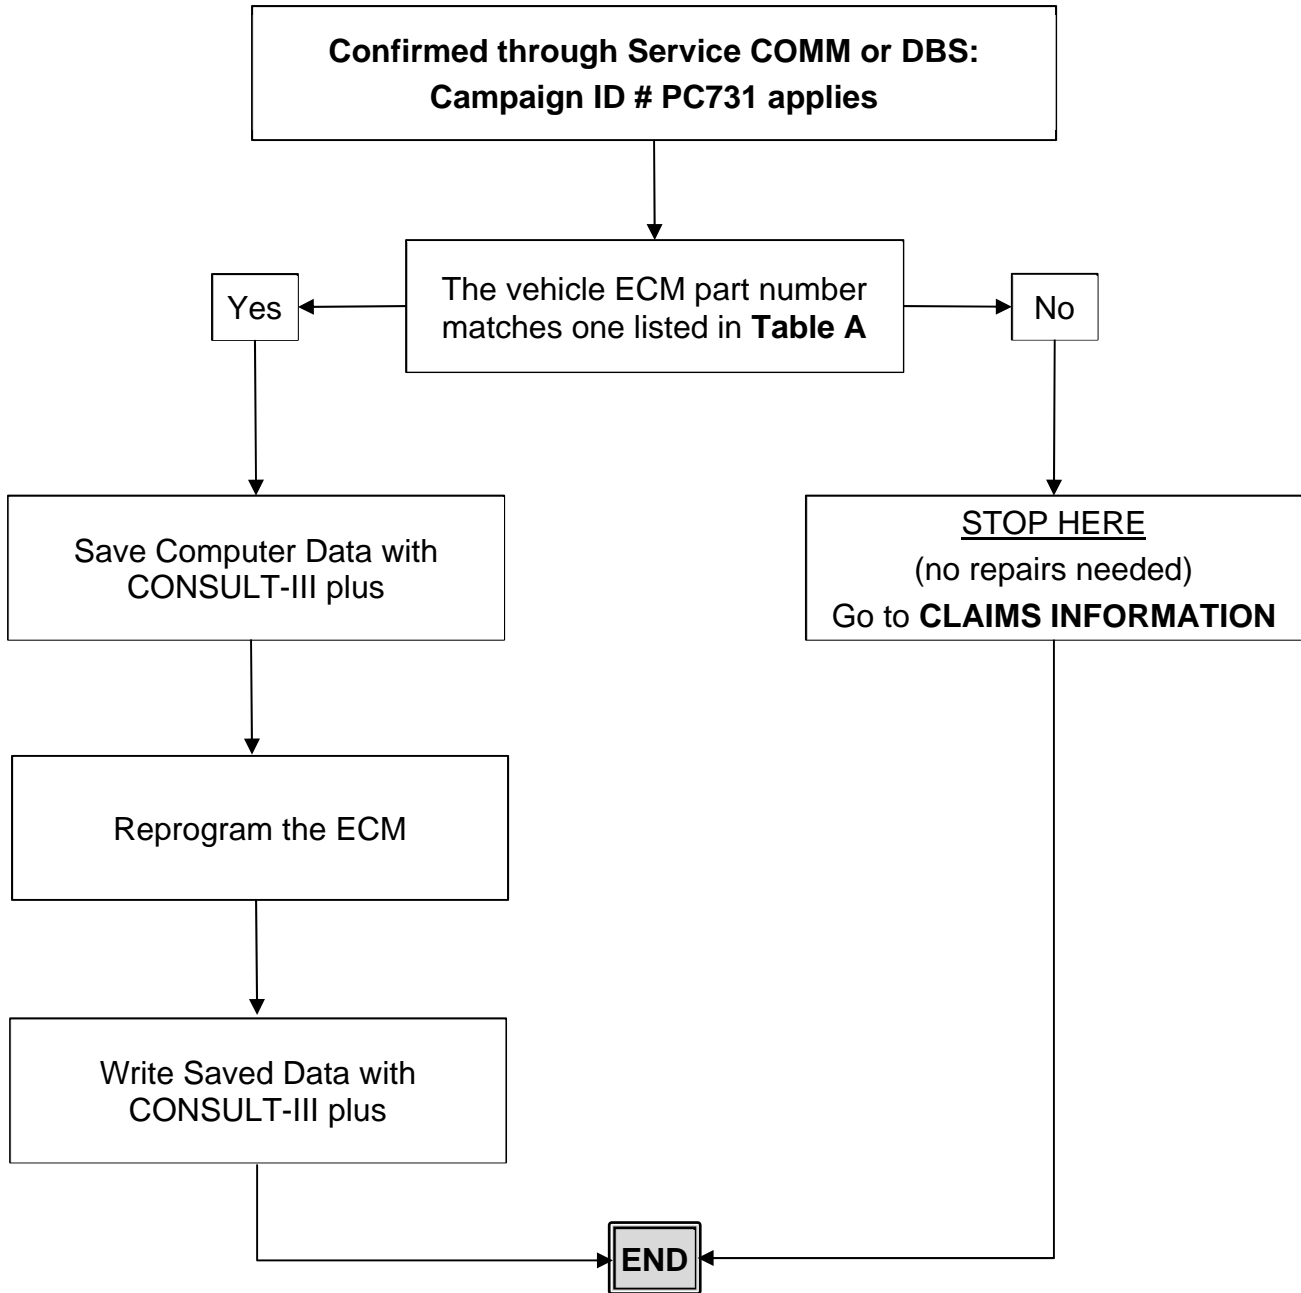 Confirmed through Service COMM or DBS:
Campaign ID # PC731 applies
The vehicle ECM part number
matches one listed in Table A
Yes
No
Save Computer Data with
CONSULT-III plus
STOP HERE
(no repairs needed)
Go to CLAIMS INFORMATION
Reprogram the ECM
Write Saved Data with
CONSULT-III plus
END